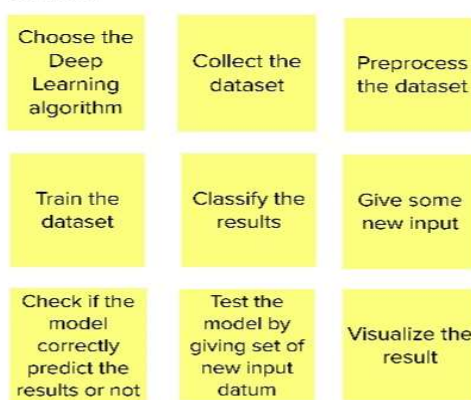 Choose the
Deep
Learning
algorithm
Collect the
dataset
Preprocess
the dataset
Train the
dataset
Classify the
results
Give some
new input
Check if the
model
correctly
predict the
results or not
Test the
model by
giving set of
new input
datum
Visualize the
result